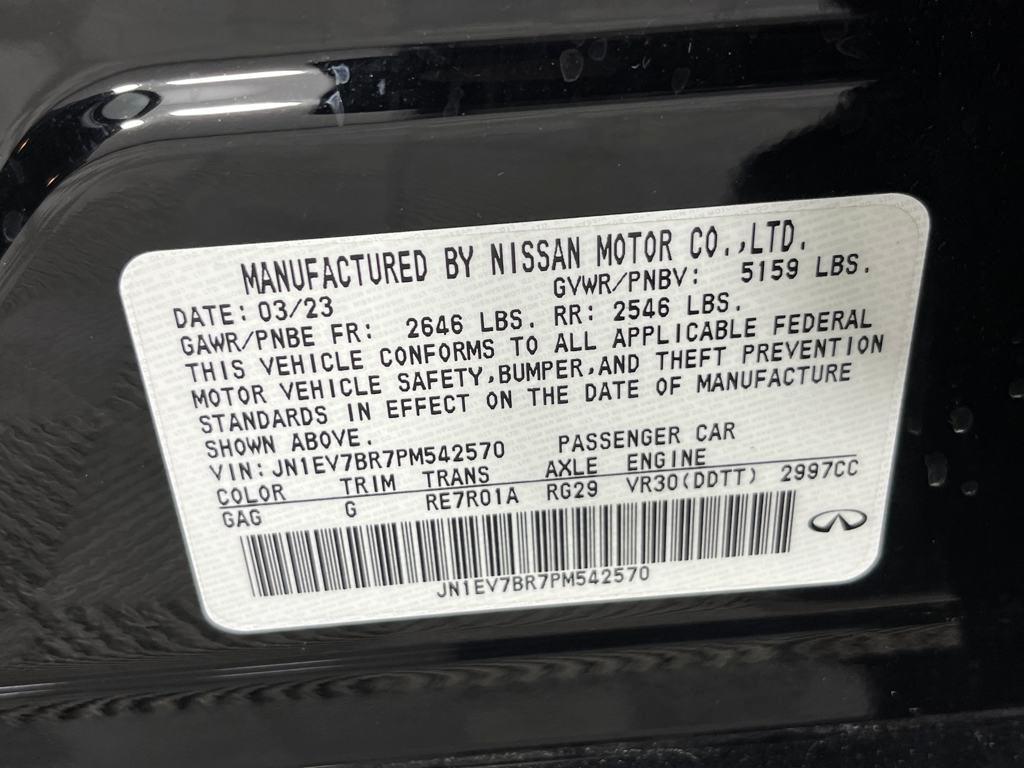 MANUFACTURED BY NISSAN MOTOR CO.,LTD.
DATE: 03/23 GVWR/PNBV: 5159 LBS.
GAWR/PNBE FR: 2646 LBS. RR: 2546 LBS.
THIS VEHICLE CONFORMS TO ALL APPLICABLE FEDERAL
MOTOR VEHICLE SAFETY,BUMPER,AND THEFT PREVENTION
STANDARDS IN EFFECT ON THE DATE OF MANUFACTURE
SHOWN ABOVE.
VIN: JN1EV7BR7PM542570 PASSENGER CAR
COLOR TRIM TRANS AXLE ENGINE
GAG G RE7R01A RG29 VR30(DDTT) 2997CC
JN1EV7BR7PM542570